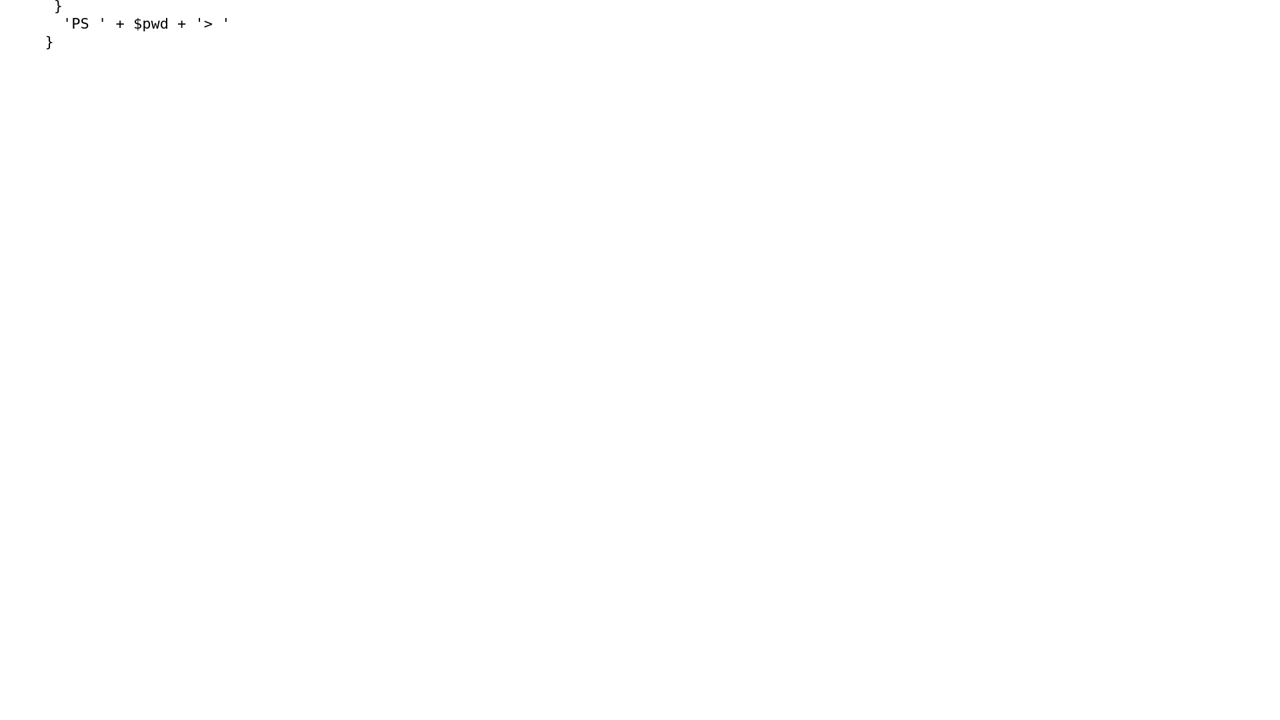 }
'PS ' + $pwd + '> '
}